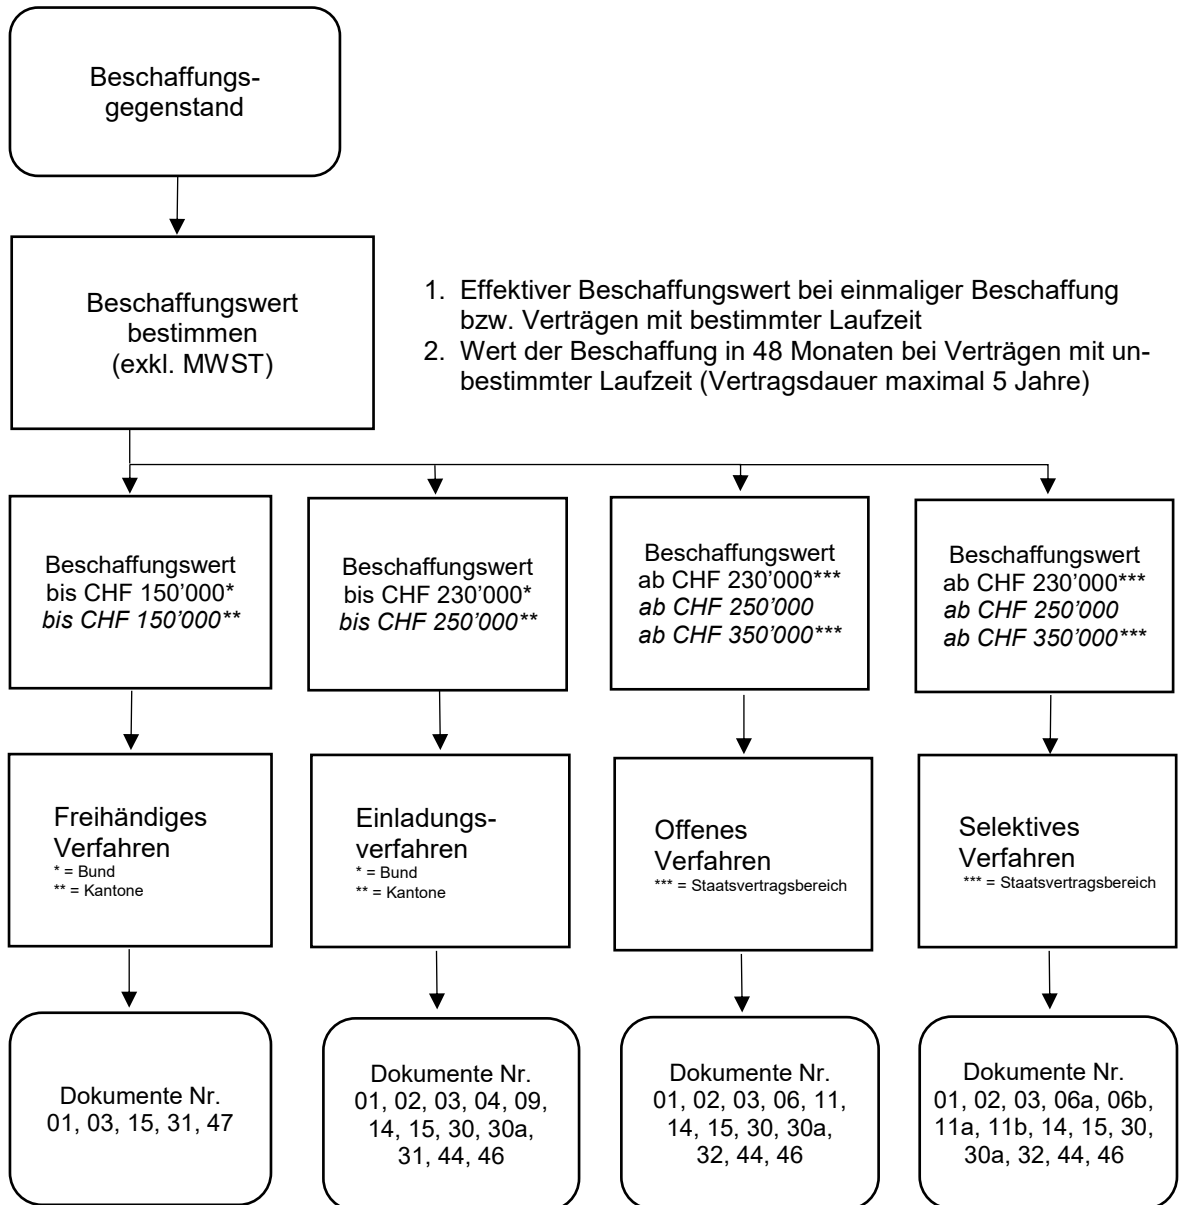 Beschaffungs-
gegenstand
Beschaffungswert
bestimmen
(exkl. MWST)
1. Effektiver Beschaffungswert bei einmaliger Beschaffung
bzw. Verträgen mit bestimmter Laufzeit
2. Wert der Beschaffung in 48 Monaten bei Verträgen mit un-
bestimmter Laufzeit (Vertragsdauer maximal 5 Jahre)
Beschaffungswert
bis CHF 150’000*
bis CHF 150’000**
Beschaffungswert
bis CHF 230’000*
bis CHF 250’000**
Beschaffungswert
ab CHF 230’000***
ab CHF 250’000
ab CHF 350’000***
Beschaffungswert
ab CHF 230’000***
ab CHF 250’000
ab CHF 350’000***
Freihändiges
Verfahren
* = Bund
** = Kantone
Einladungs-
verfahren
* = Bund
** = Kantone
Offenes
Verfahren
*** = Staatsvertragsbereich
Selektives
Verfahren
*** = Staatsvertragsbereich
Dokumente Nr.
01, 03, 15, 31, 47
Dokumente Nr.
01, 02, 03, 04, 09,
14, 15, 30, 30a,
31, 44, 46
Dokumente Nr.
01, 02, 03, 06, 11,
14, 15, 30, 30a,
32, 44, 46
Dokumente Nr.
01, 02, 03, 06a, 06b,
11a, 11b, 14, 15, 30,
30a, 32, 44, 46